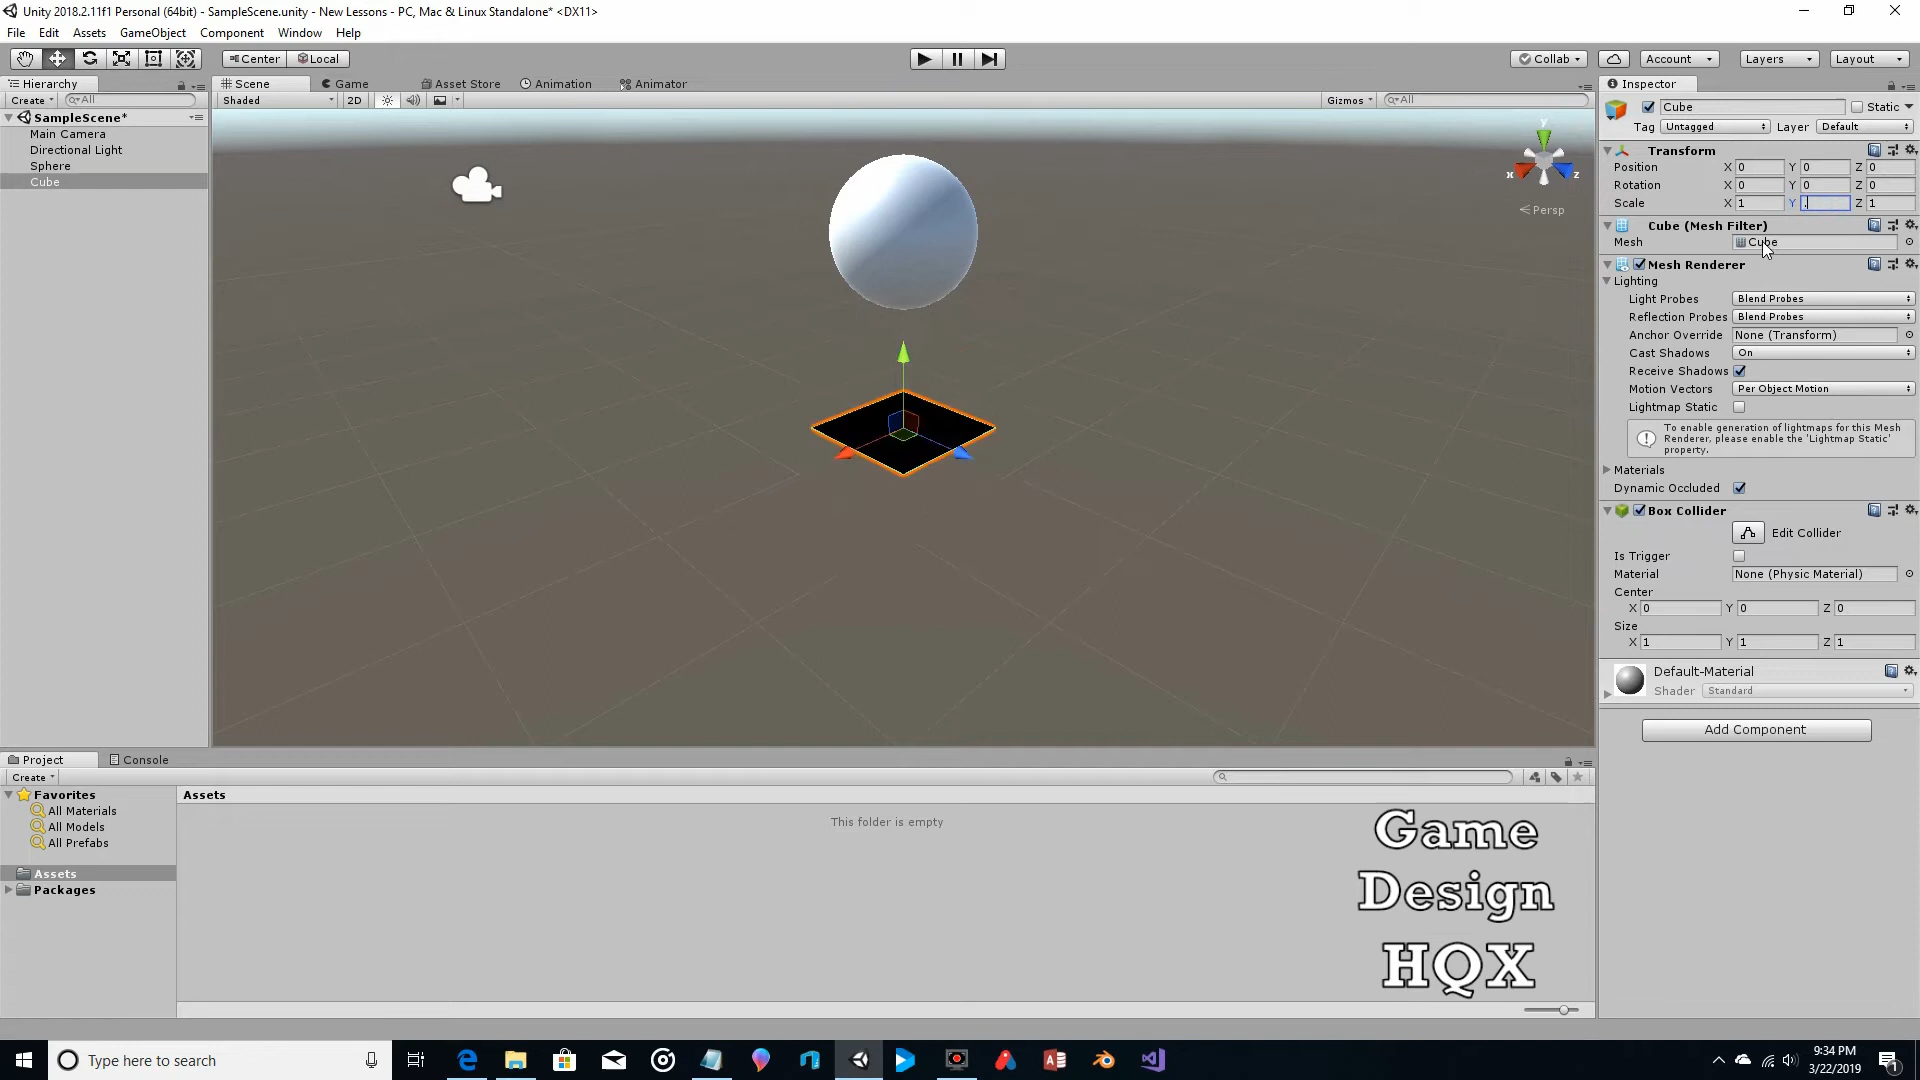 Unity 2018.2.11f1 Personal (64bit) - SampleScene.unity - New Lessons - PC, Mac & Linux Standalone* <DX11>
File Edit Assets GameObject Component Window Help
Center Local Collab Account Layers Layout
Hierarchy Scene Game Asset Store Animation Animator Inspector
Create All Shaded 2D Gizmos All
Cube Static
SampleScene*
Main Camera
Directional Light
Sphere
Cube
Tag Untagged Layer Default
Transform
Position X 0 Y 0 Z 0
Rotation X 0 Y 0 Z 0
Scale X 1 Y . Z 1
y
x z
Persp
Cube (Mesh Filter)
Mesh Cube
Mesh Renderer
Lighting
Light Probes Blend Probes
Reflection Probes Blend Probes
Anchor Override None (Transform)
Cast Shadows On
Receive Shadows
Motion Vectors Per Object Motion
Lightmap Static
To enable generation of lightmaps for this Mesh
Renderer, please enable the 'Lightmap Static'
property.
Materials
Dynamic Occluded
Box Collider
Edit Collider
Is Trigger
Material None (Physic Material)
Center
X 0 Y 0 Z 0
Size
X 1 Y 1 Z 1
Default-Material
Shader Standard
Add Component
Project Console
Create
Favorites
All Materials
All Models
All Prefabs
Assets
Packages
Assets
This folder is empty
Game
Design
HQX
Type here to search
9:34 PM
3/22/2019
1